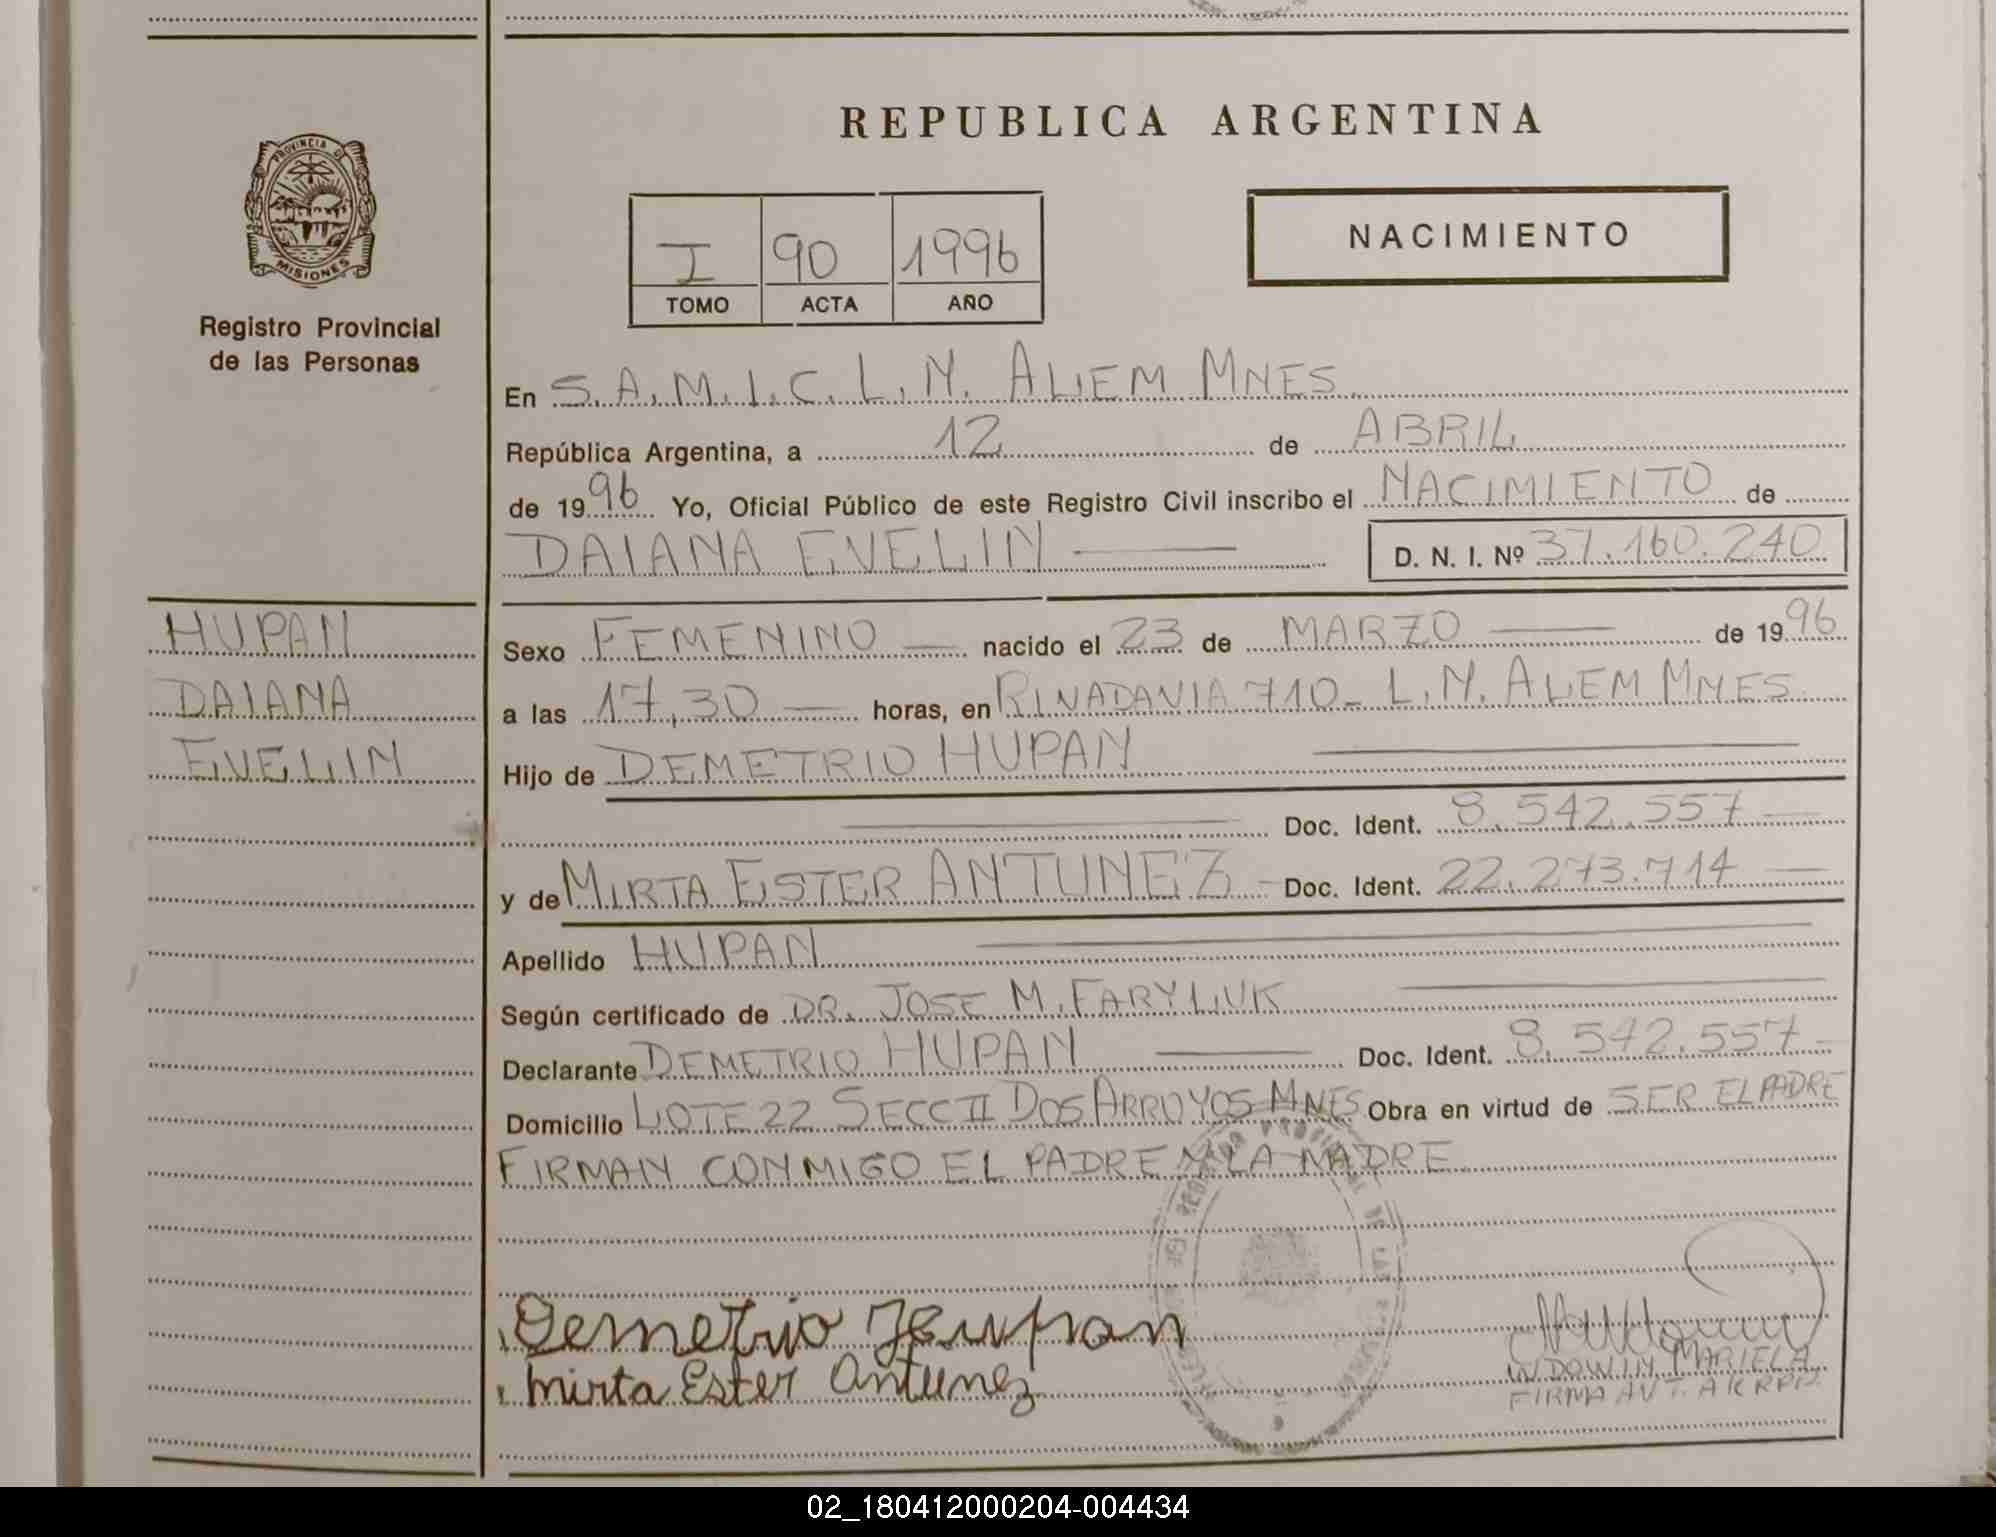 REPUBLICA ARGENTINA
PROVINCIA DE
MISIONES
Registro Provincial
de las Personas
I 90 1996
TOMO ACTA AÑO
NACIMIENTO
En S.A.M.I.C. L.N. ALEM MNES.
República Argentina, a 12 de ABRIL
de 1996 Yo, Oficial Público de este Registro Civil inscribo el NACIMIENTO de
DAIANA EVELIN D. N. I. Nº 37.160.240
HUPAN
DAIANA
EVELIN
Sexo FEMENINO nacido el 23 de MARZO de 1996
a las 17,30 horas, en RIVADAVIA 710- L.N. ALEM MNES.
Hijo de DEMETRIO HUPAN
Doc. Ident. 8.542.557
y de MIRTA ESTER ANTUNEZ Doc. Ident. 22.273.714
Apellido HUPAN
Según certificado de DR. JOSE M. FARYLUK
Declarante DEMETRIO HUPAN Doc. Ident. 8.542.557
Domicilio LOTE 22 SECC II DOS ARROYOS MNES Obra en virtud de SER EL PADRE
FIRMAN CONMIGO EL PADRE Y LA MADRE
Demetrio Hupan
Mirta Ester Antunez
MARIELA
FIRMA AUT.
02_180412000204-004434